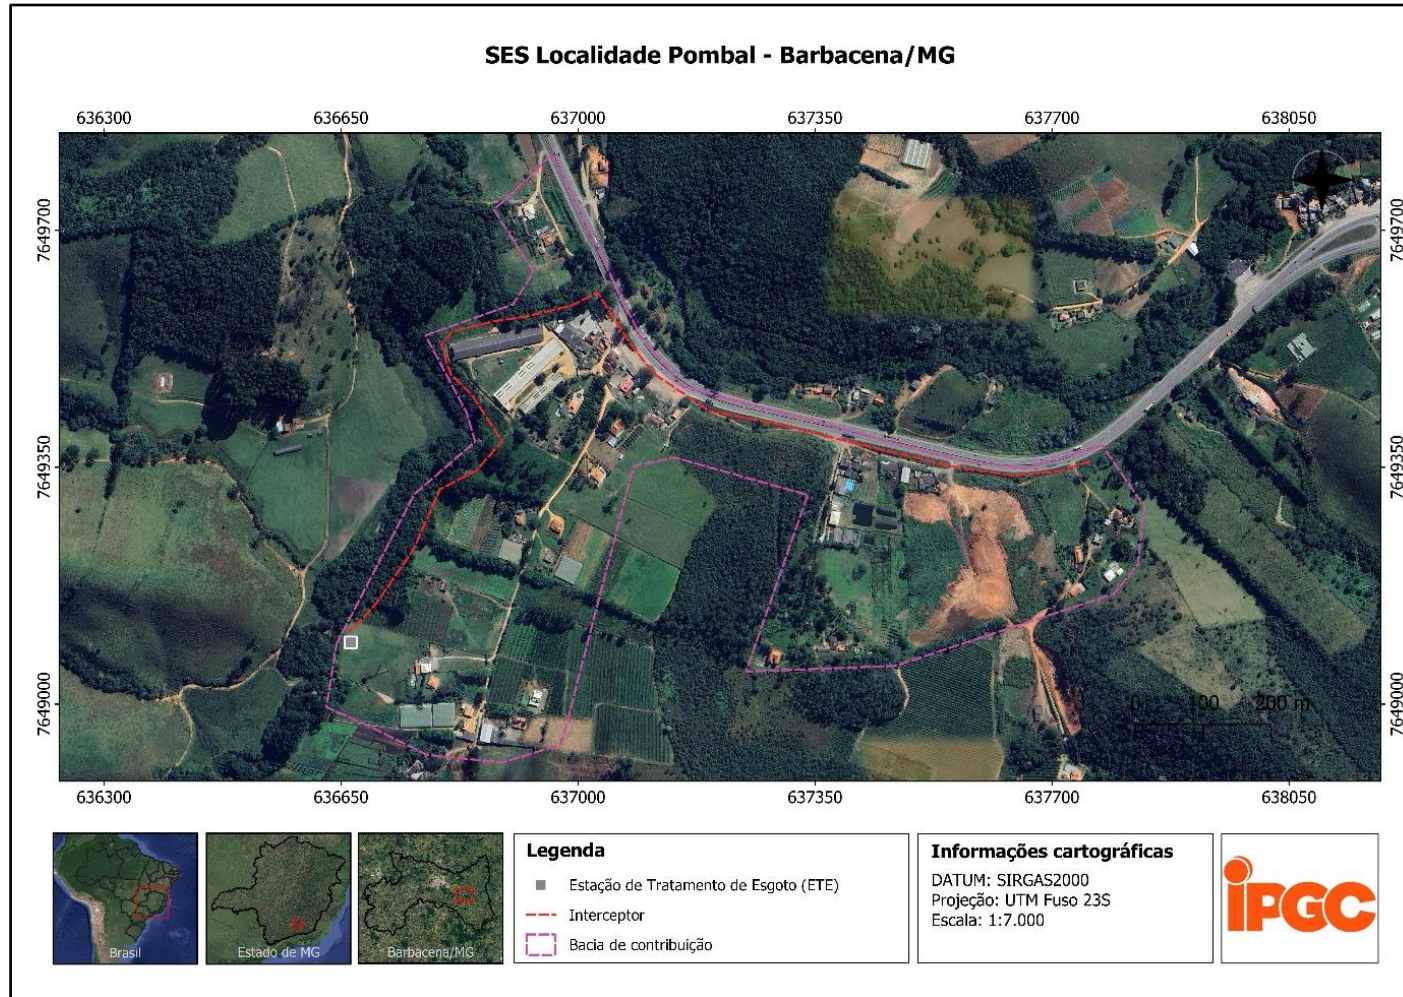 SES Localidade Pombal - Barbacena/MG
636300 636650 637000 637350 637700 638050
7649700 7649700
7649350 7649350
7649000 7649000
0 100 200 m
636300 636650 637000 637350 637700 638050
Brasil
Estado de MG
Barbacena/MG
Legenda
Estação de Tratamento de Esgoto (ETE)
Interceptor
Bacia de contribuição
Informações cartográficas
DATUM: SIRGAS2000
Projeção: UTM Fuso 23S
Escala: 1:7.000
iPGC